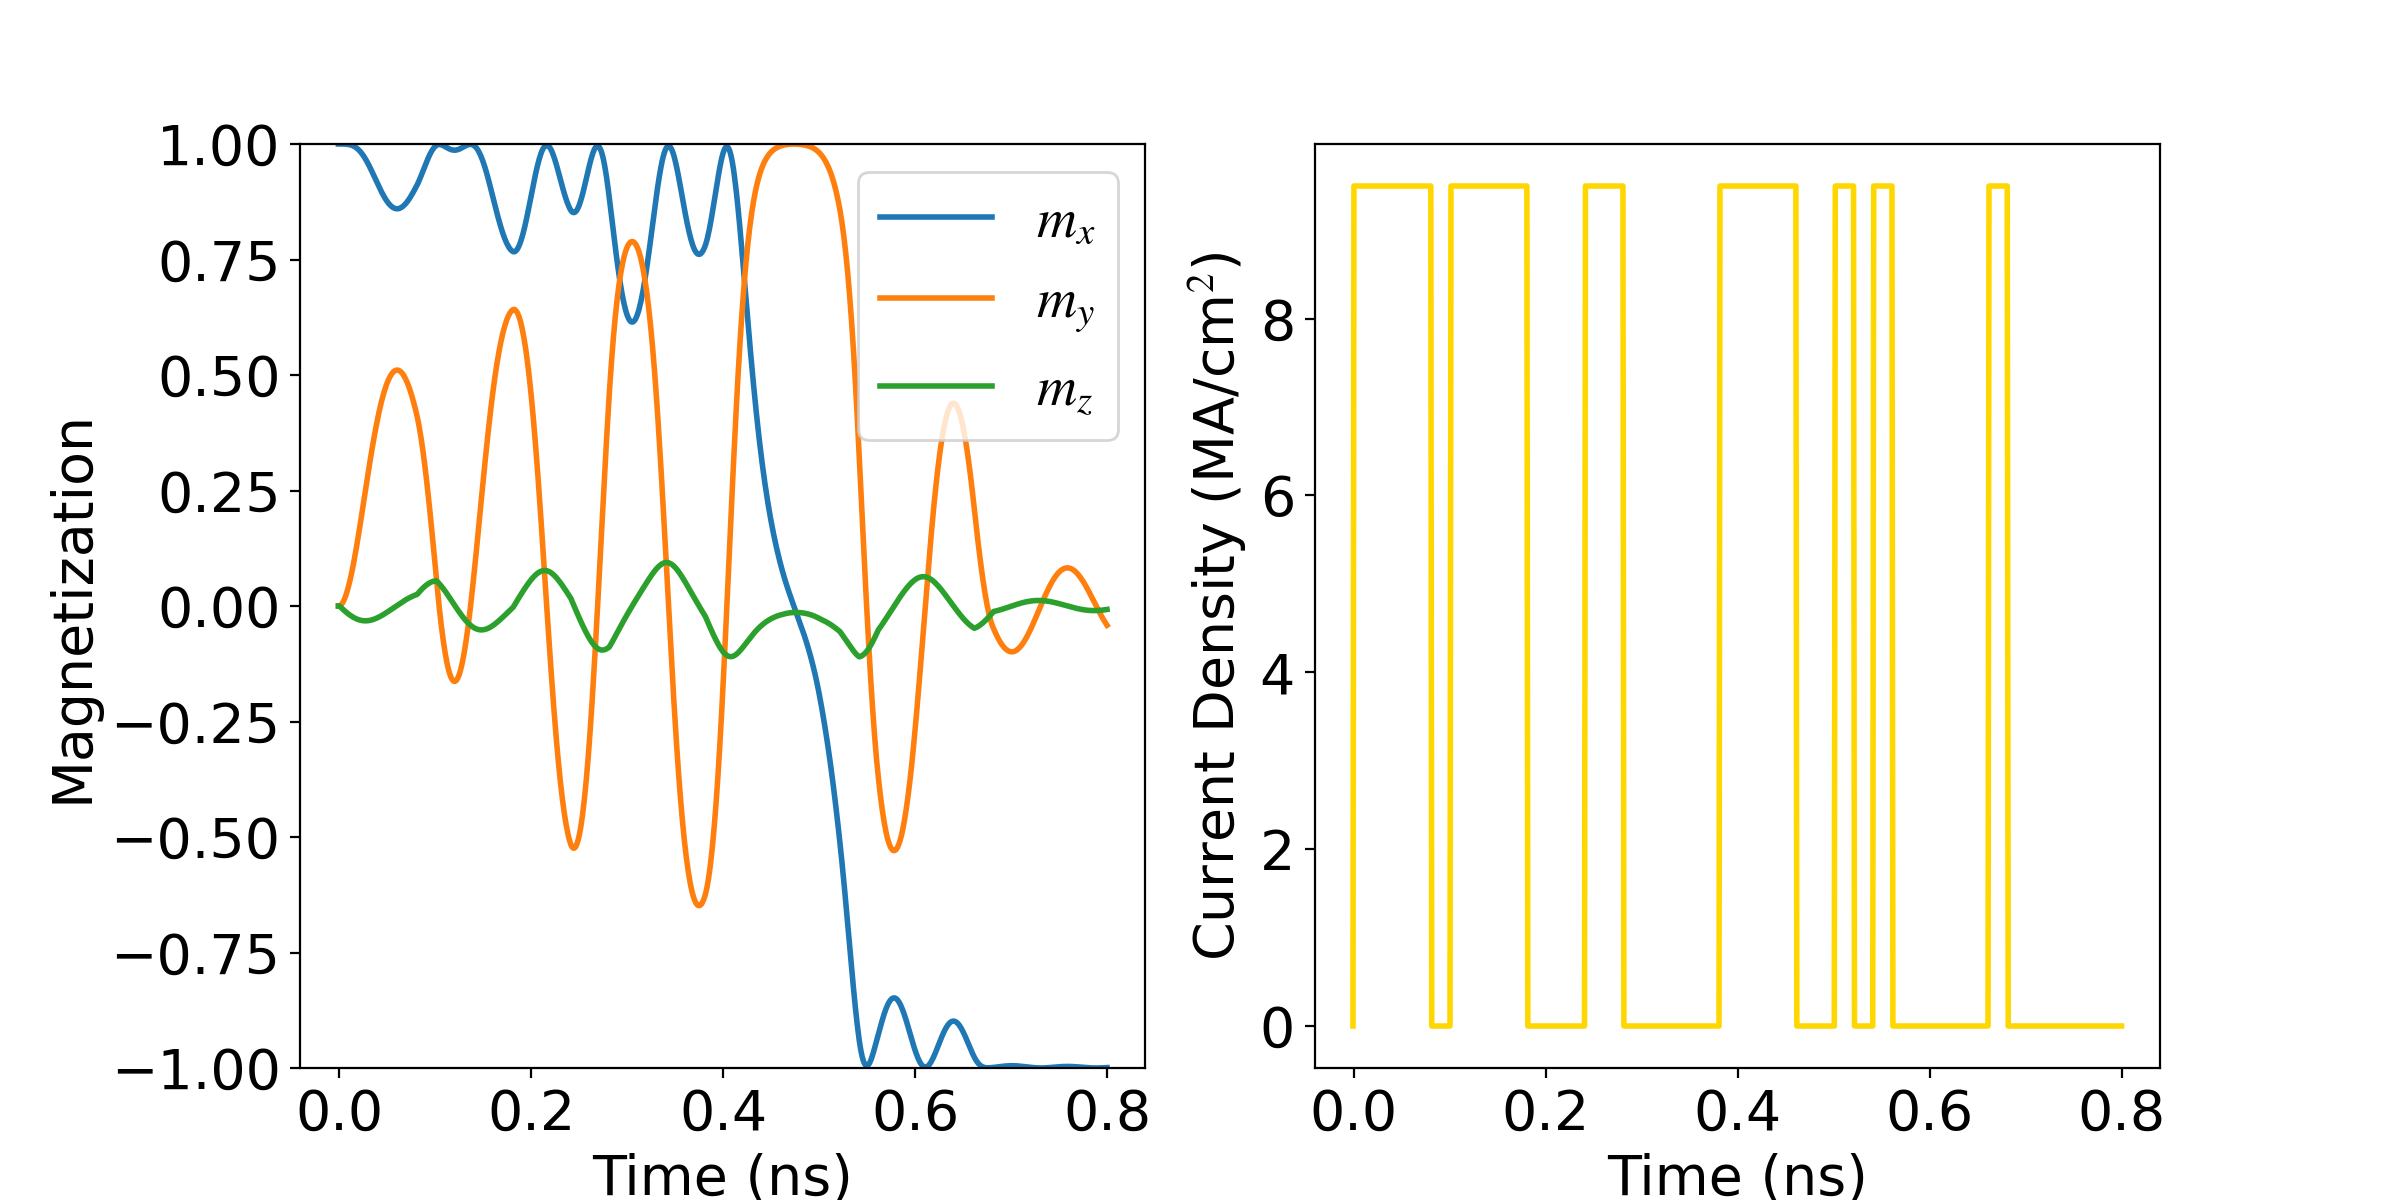 1.00
0.75
0.50
0.25
0.00
−0.25
−0.50
−0.75
−1.00
Magnetization
0.0 0.2 0.4 0.6 0.8
Time (ns)
m_x
m_y
m_z
8
6
4
2
0
Current Density (MA/cm²)
0.0 0.2 0.4 0.6 0.8
Time (ns)